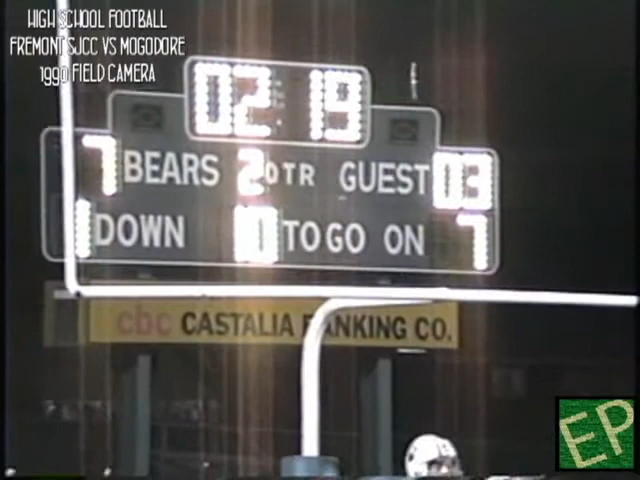 HIGH SCHOOL FOOTBALL
FREMONT SJCC VS MOGODORE
1990 FIELD CAMERA
02 19
7 BEARS 2 QTR GUEST 03
1 DOWN 10 TO GO ON 7
cbc CASTALIA BANKING CO.
EP